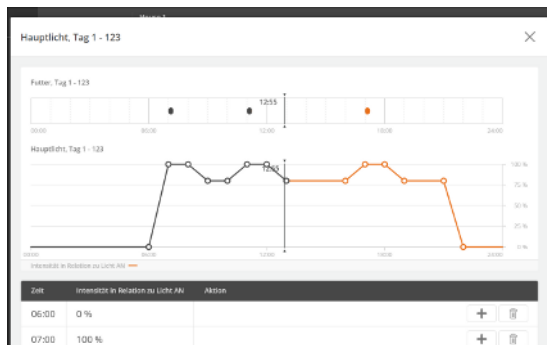 Hauptlicht, Tag 1 - 123
Futter, Tag 1 - 123
12:55
00:00 06:00 12:00 18:00 24:00
Hauptlicht, Tag 1 - 123
100 %
12:55
75 %
50 %
25 %
0 %
00:00 06:00 12:00 18:00 24:00
Intensität in Relation zu Licht AN
Zeit Intensität in Relation zu Licht AN Aktion
06:00 0 %
07:00 100 %